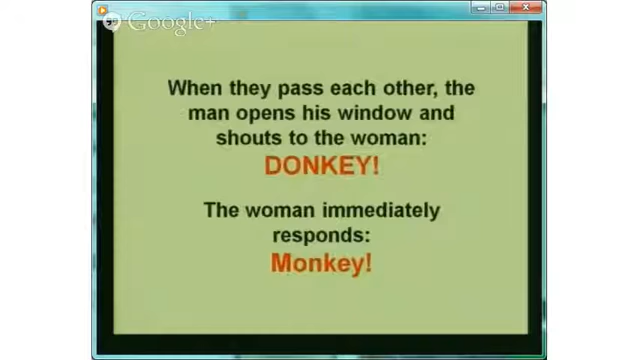 Google+
When they pass each other, the
man opens his window and
shouts to the woman:
DONKEY!
The woman immediately
responds:
Monkey!